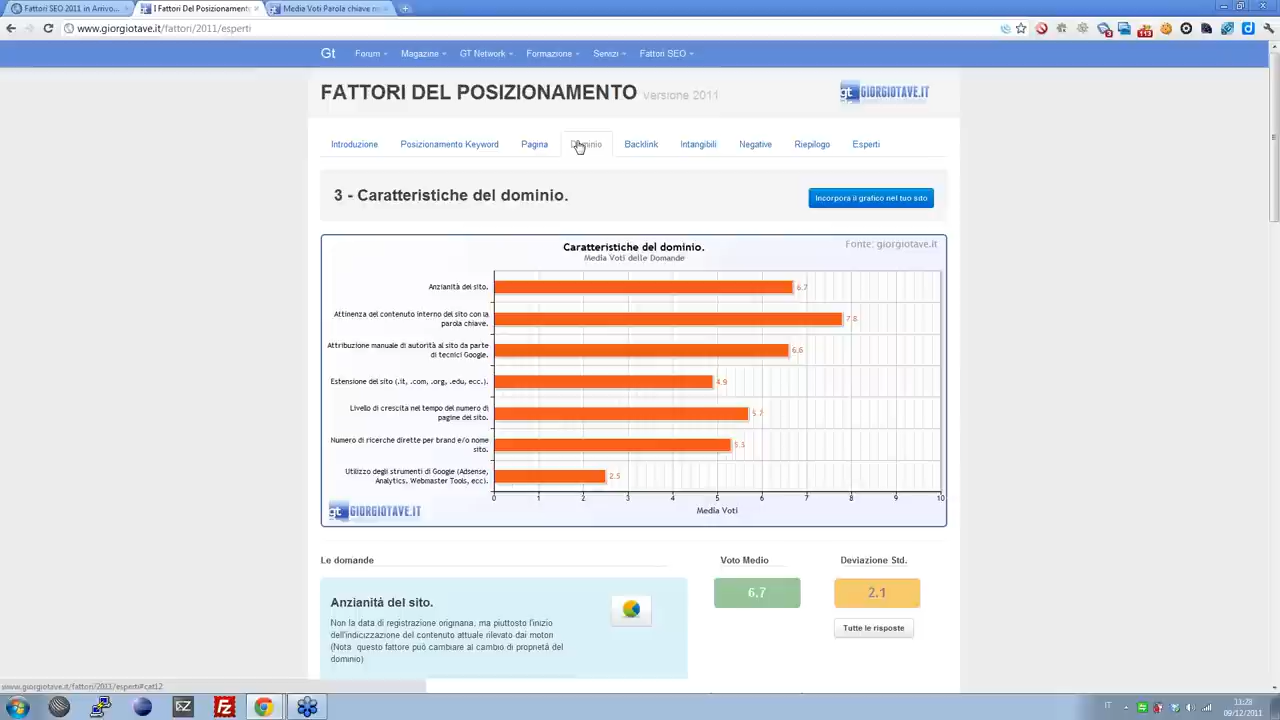 Fattori SEO 2011 in Arrivo...
I Fattori Del Posizionamento
Media Voti Parola chiave ne
www.giorgiotave.it/fattori/2011/esperti
Gt Forum Magazine GT Network Formazione Servizi Fattori SEO
FATTORI DEL POSIZIONAMENTO versione 2011
gt GIORGIOTAVE.IT
Introduzione Posizionamento Keyword Pagina Dominio Backlink Intangibili Negative Riepilogo Esperti
3 - Caratteristiche del dominio.
Incorpora il grafico nel tuo sito
Caratteristiche del dominio.
Fonte: giorgiotave.it
Media Voti delle Domande
Anzianità del sito.
6.7
Attinenza del contenuto interno del sito con la
parola chiave.
7.8
Attribuzione manuale di autorità al sito da parte
di tecnici Google.
6.6
Estensione del sito (.it, .com, .org, .edu, ecc.).
4.9
Livello di crescita nel tempo del numero di
pagine del sito.
5.7
Numero di ricerche dirette per brand e/o nome
sito.
5.3
Utilizzo degli strumenti di Google (Adsense,
Analytics, Webmaster Tools, ecc).
2.5
0 1 2 3 4 5 6 7 8 9 10
Media Voti
gt GIORGIOTAVE.IT
Le domande Voto Medio Deviazione Std.
Anzianità del sito.
6.7
2.1
Non la data di registrazione originaria, ma piuttosto l'inizio
dell'indicizzazione del contenuto attuale rilevato dai motori
(Nota questo fattore può cambiare al cambio di proprietà del
dominio)
Tutte le risposte
www.giorgiotave.it/fattori/2011/esperti#cat12
IT
11:28
09/12/2011